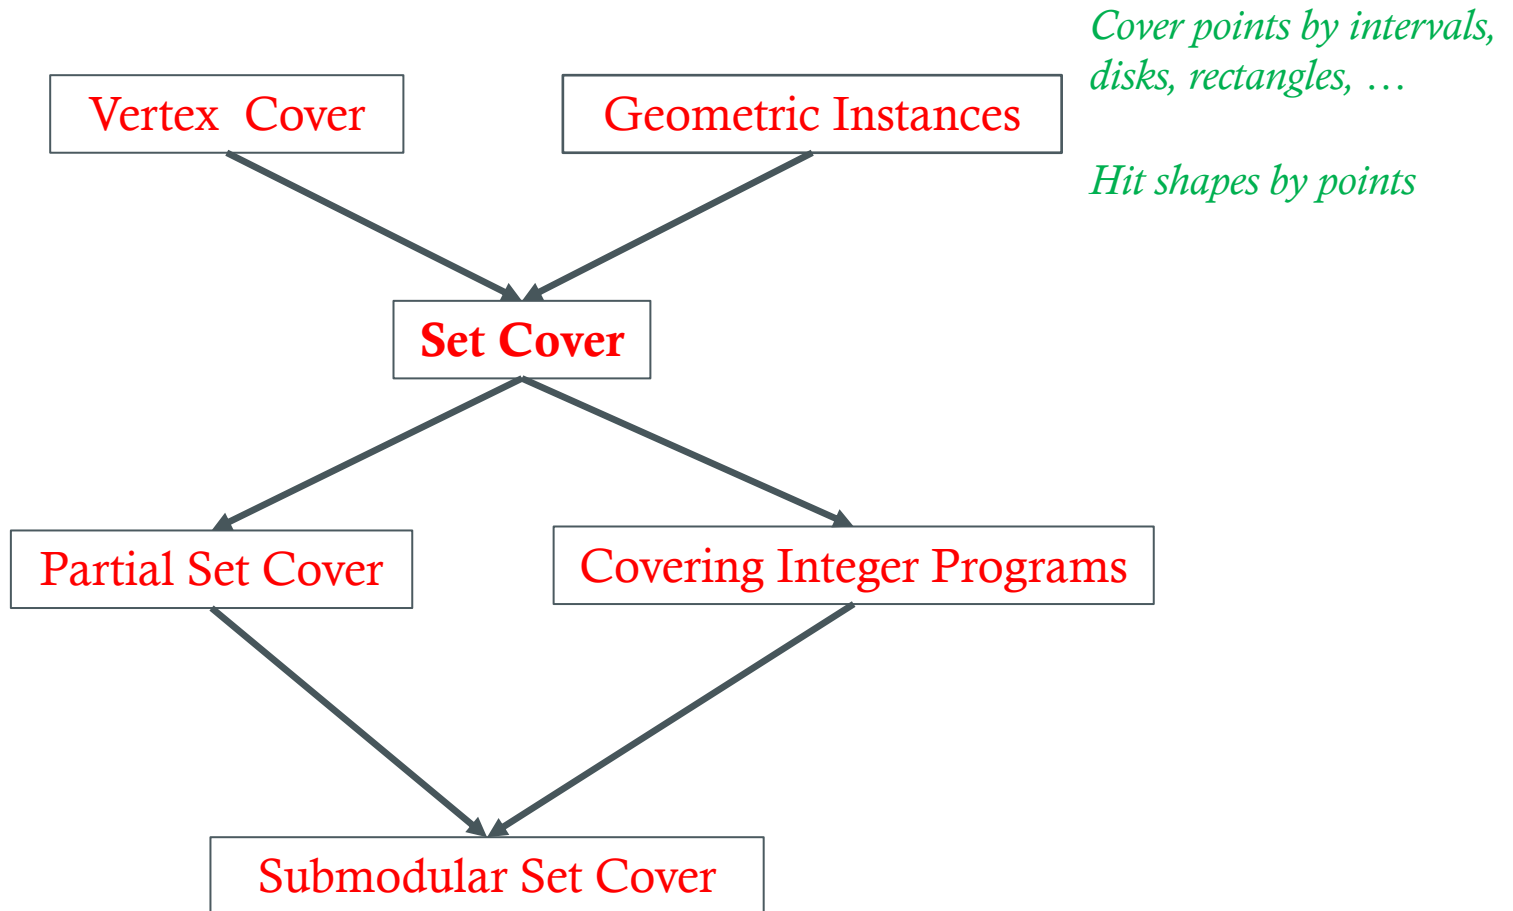 Cover points by intervals,
disks, rectangles, …
Vertex Cover
Geometric Instances
Hit shapes by points
Set Cover
Partial Set Cover
Covering Integer Programs
Submodular Set Cover